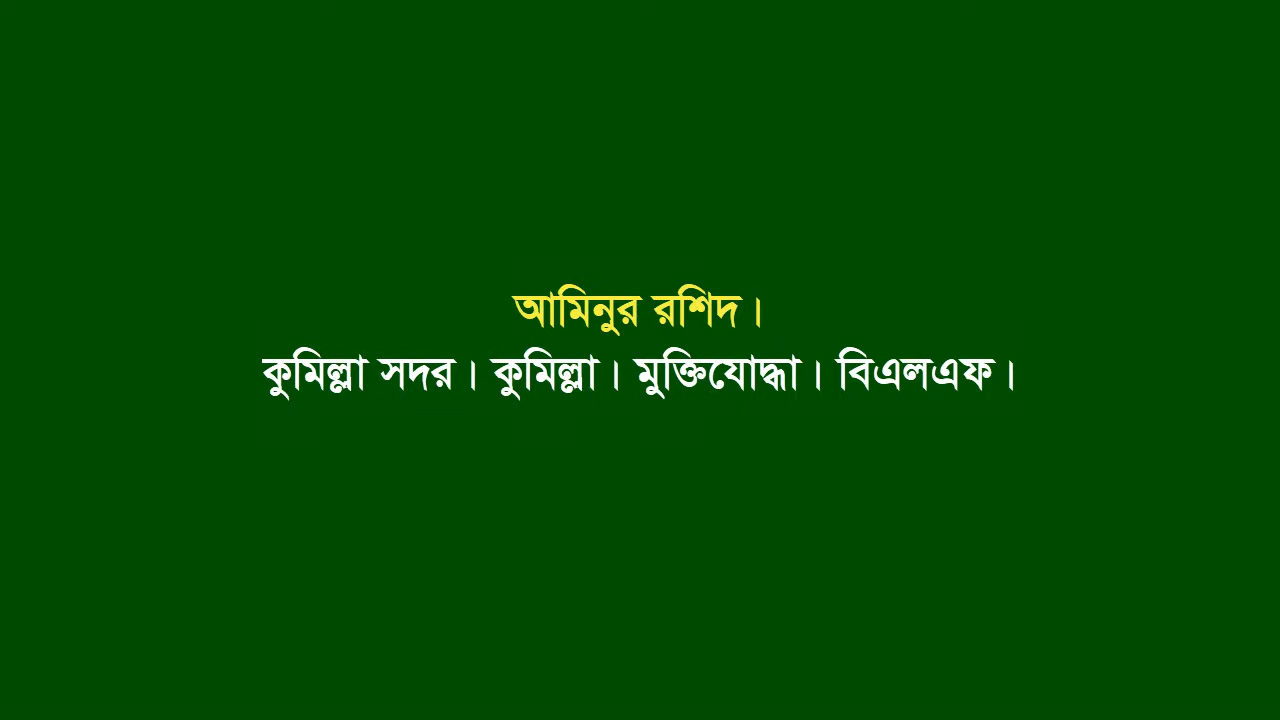 আমিনুর রশিদ।
কুমিল্লা সদর। কুমিল্লা। মুক্তিযোদ্ধা। বিএলএফ।